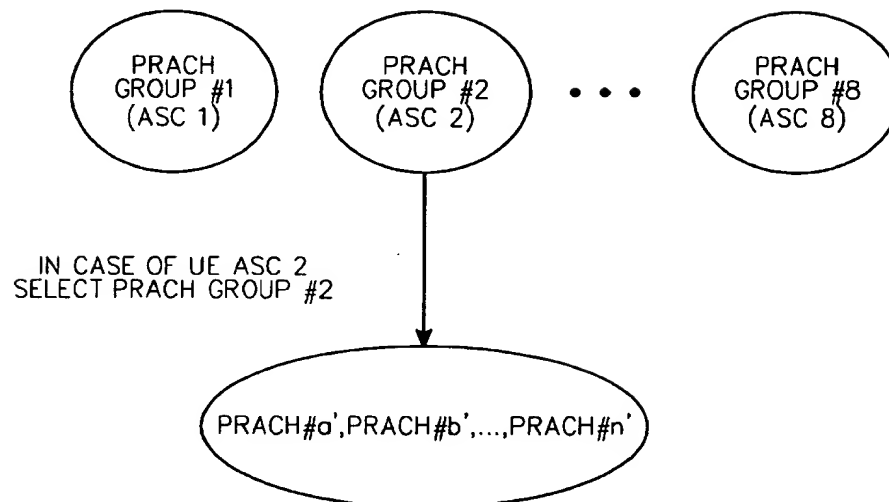 PRACH
GROUP #1
(ASC 1)
PRACH
GROUP #2
(ASC 2)
• • •
PRACH
GROUP #8
(ASC 8)
IN CASE OF UE ASC 2
SELECT PRACH GROUP #2
PRACH#a',PRACH#b',...,PRACH#n'